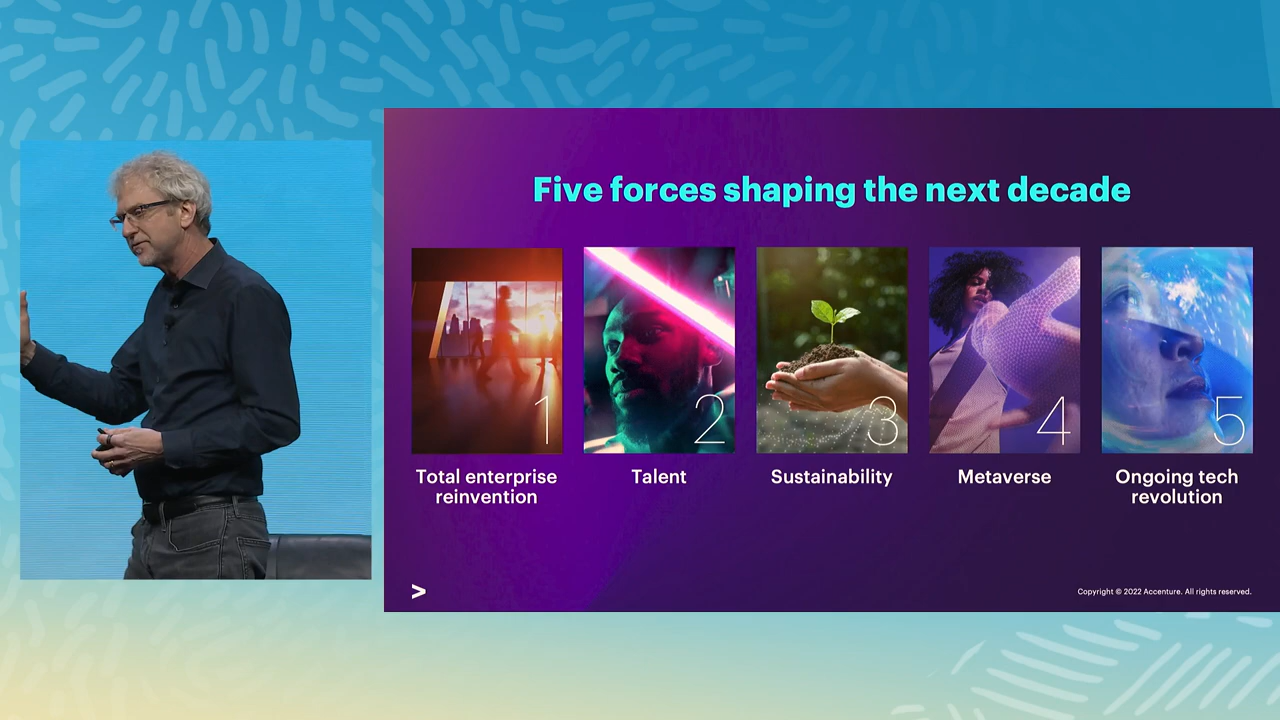 Five forces shaping the next decade
1
2
3
4
5
Total enterprise
reinvention
Talent
Sustainability
Metaverse
Ongoing tech
revolution
>
Copyright © 2022 Accenture. All rights reserved.